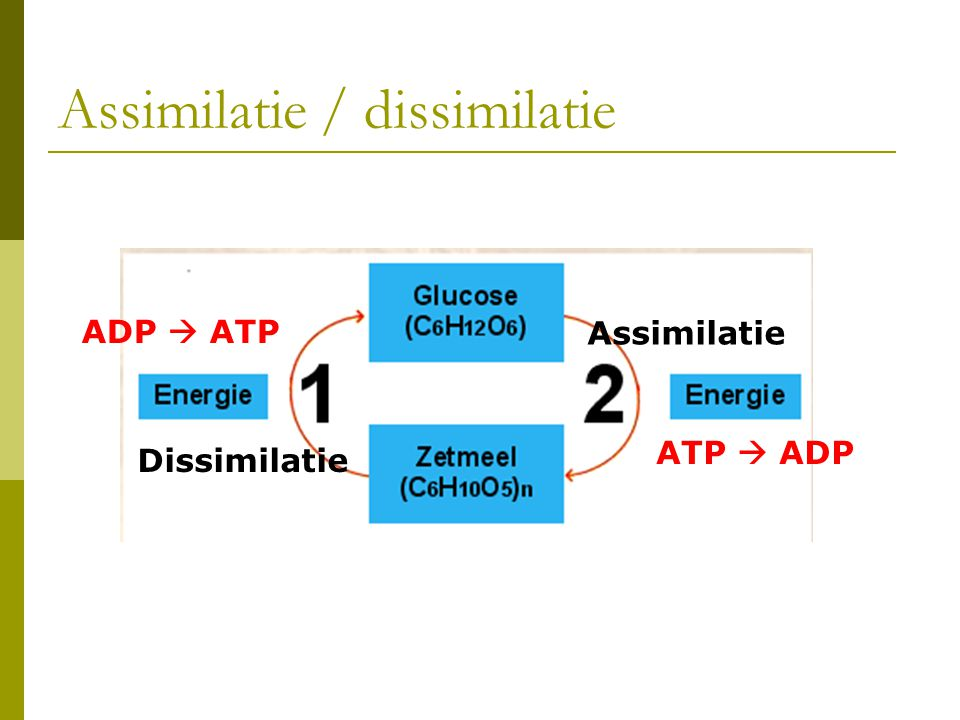 Assimilatie / dissimilatie
Glucose
(C6H12O6)
ADP → ATP
Assimilatie
1
2
Energie
Energie
Dissimilatie
Zetmeel
(C6H10O5)n
ATP → ADP